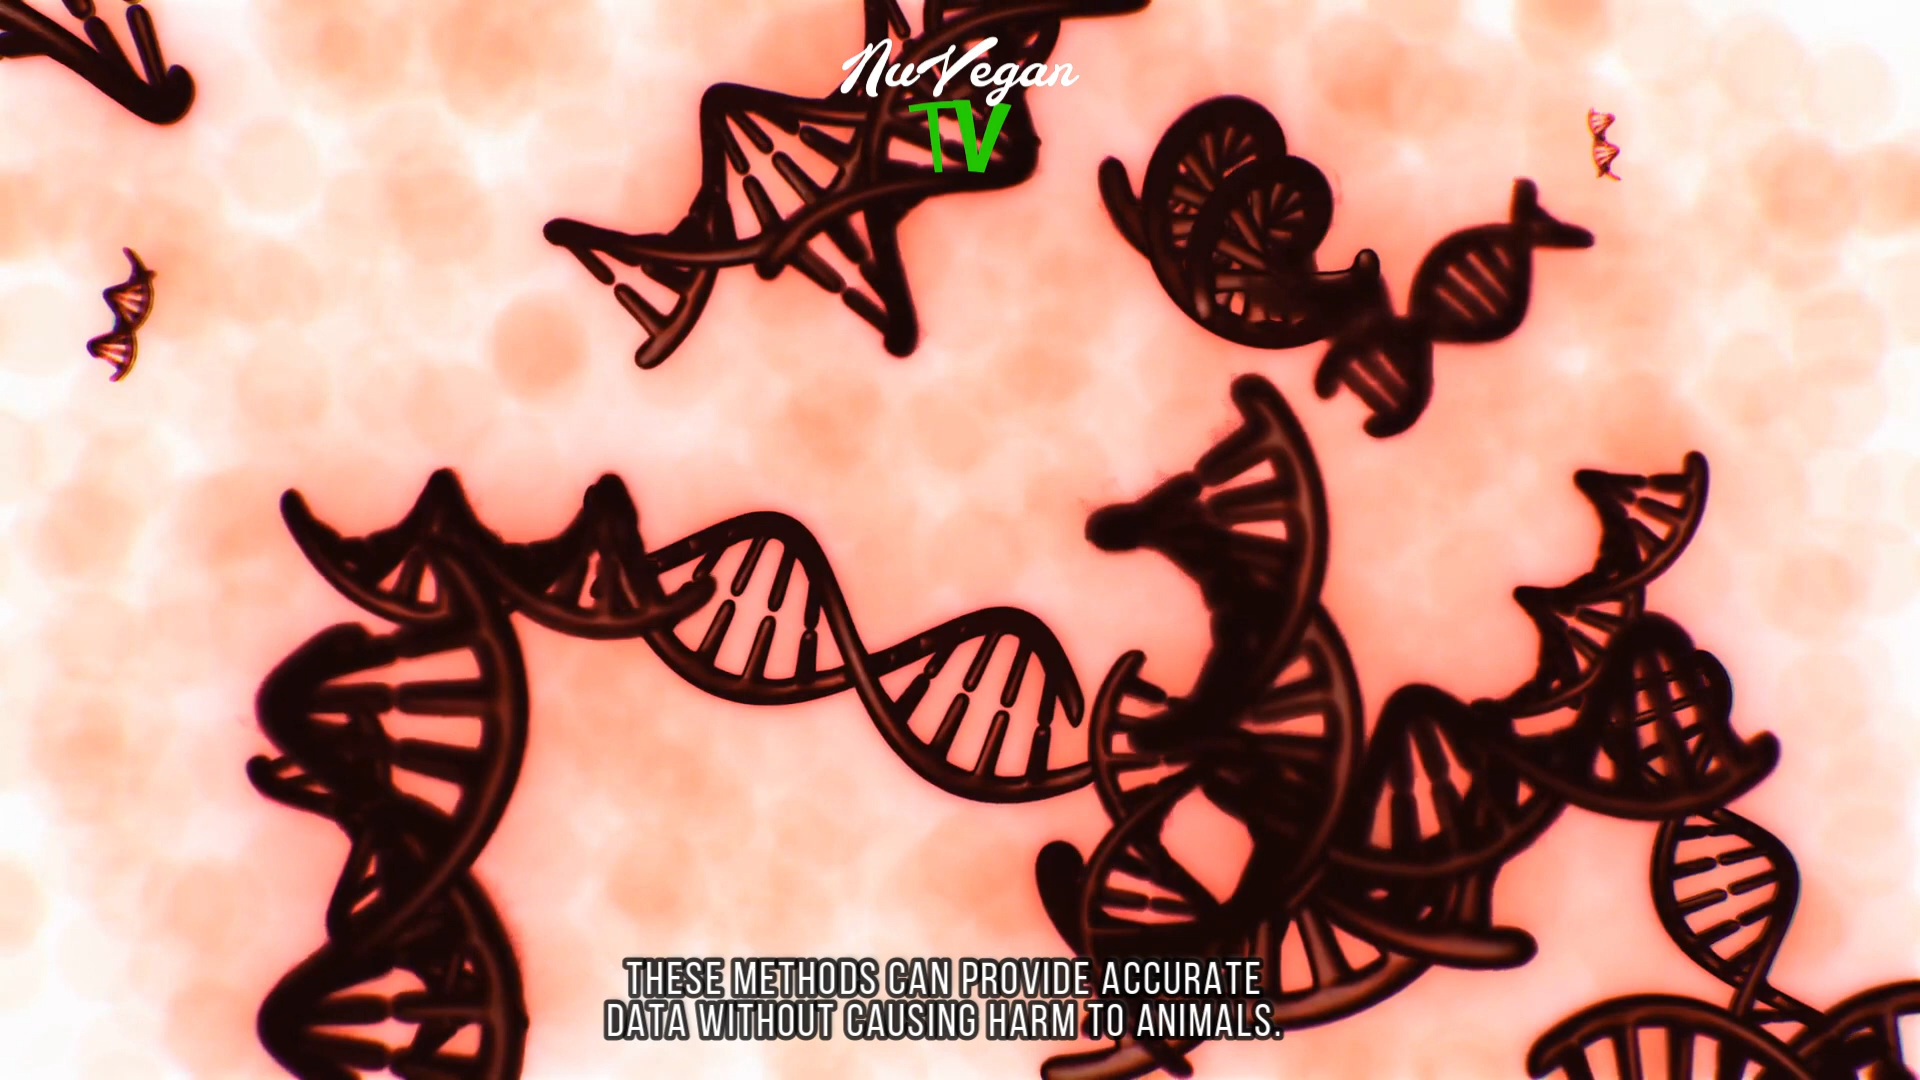 NuVegan
TV
THESE METHODS CAN PROVIDE ACCURATE
DATA WITHOUT CAUSING HARM TO ANIMALS.